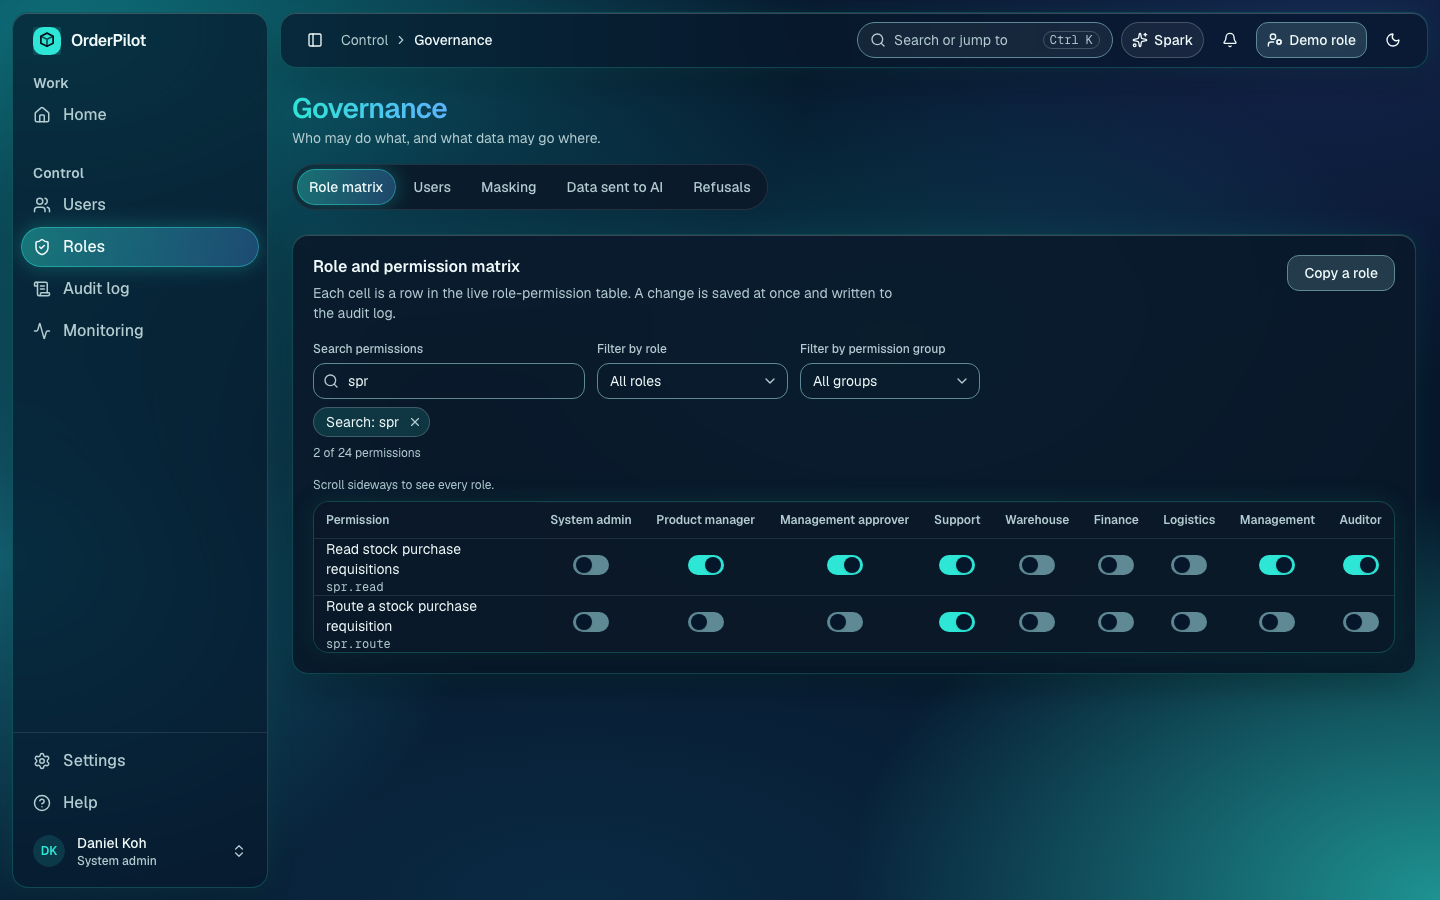 OrderPilot
Work
Home
Control
Users
Roles
Audit log
Monitoring
Settings
Help
DK
Daniel Koh
System admin
Control
Governance
Search or jump to
Ctrl K
Spark
Demo role
Governance
Who may do what, and what data may go where.
Role matrix
Users
Masking
Data sent to AI
Refusals
Role and permission matrix
Each cell is a row in the live role-permission table. A change is saved at once and written to
the audit log.
Copy a role
Search permissions
Filter by role
Filter by permission group
spr
All roles
All groups
Search: spr
2 of 24 permissions
Scroll sideways to see every role.
Permission
System admin
Product manager
Management approver
Support
Warehouse
Finance
Logistics
Management
Auditor
Read stock purchase
requisitions
spr.read
Route a stock purchase
requisition
spr.route